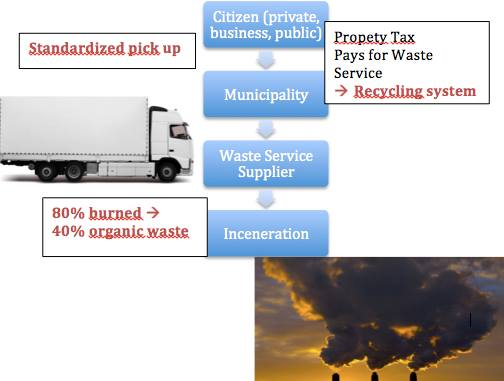 Citizen (private,
business, public)
Standardized pick up
Propety Tax
Pays for Waste
Service
→ Recycling system
Municipality
Waste Service
Supplier
80% burned →
40% organic waste
Inceneration